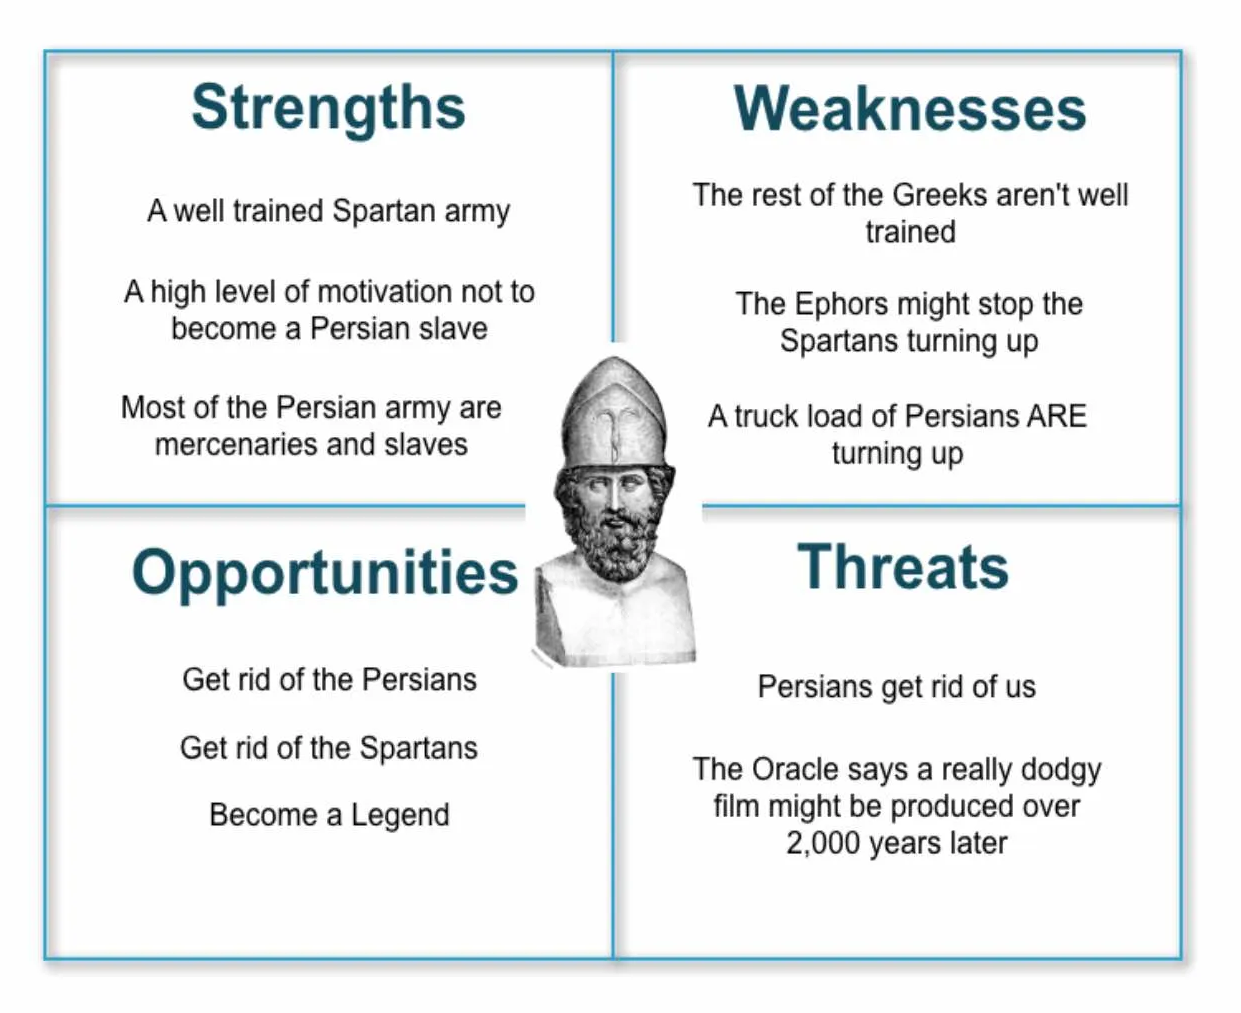 Strengths
A well trained Spartan army
A high level of motivation not to
become a Persian slave
Most of the Persian army are
mercenaries and slaves
Weaknesses
The rest of the Greeks aren't well
trained
The Ephors might stop the
Spartans turning up
A truck load of Persians ARE
turning up
Opportunities
Get rid of the Persians
Get rid of the Spartans
Become a Legend
Threats
Persians get rid of us
The Oracle says a really dodgy
film might be produced over
2,000 years later